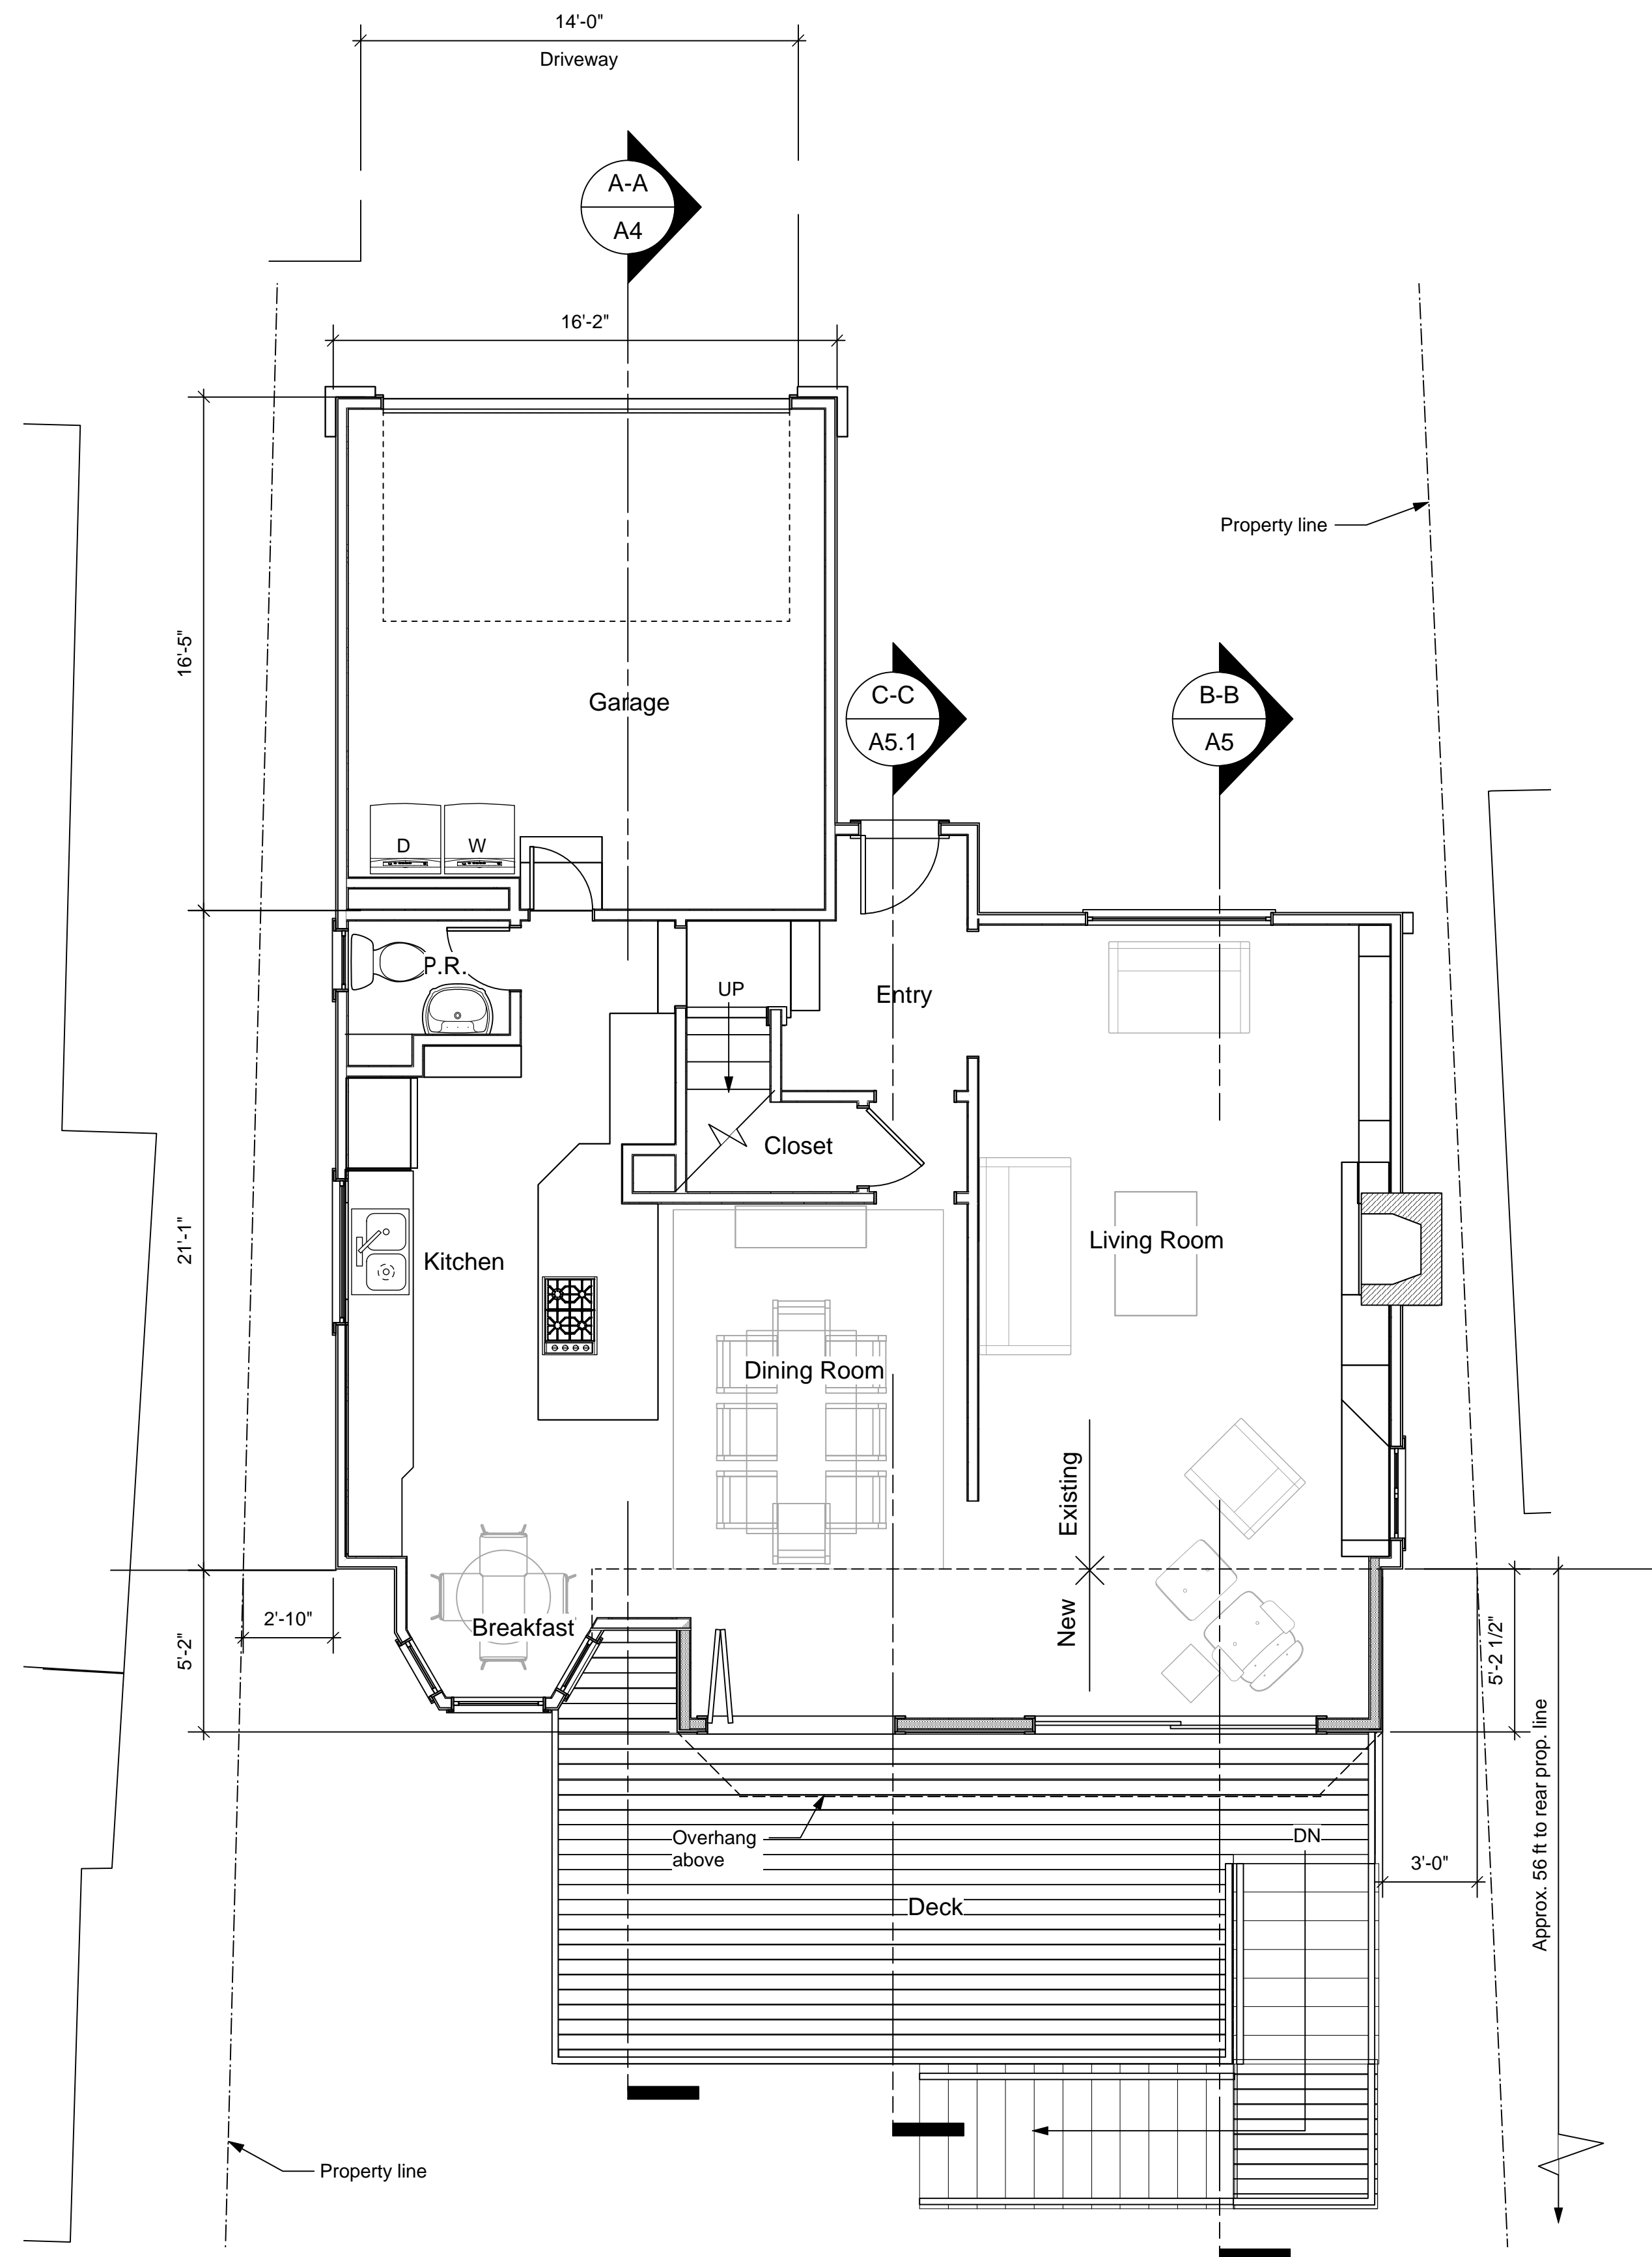 14'-0"
Driveway
A-A
A4
16'-2"
Property line
16'-5"
Garage
C-C
A5.1
B-B
A5
D
W
P.R.
UP
Entry
Closet
21'-1"
Kitchen
Living Room
Dining Room
Existing
New
2'-10"
Breakfast
5'-2"
5'-2 1/2"
Approx. 56 ft to rear prop. line
Overhang
above
DN
3'-0"
Deck
Property line